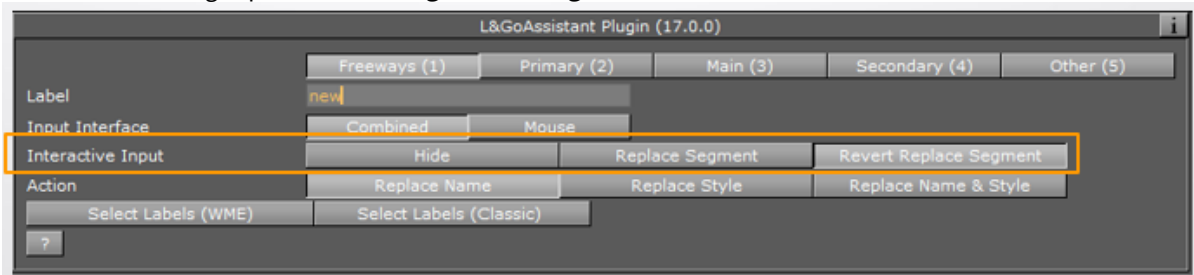 L&GoAssistant Plugin (17.0.0) i
Freeways (1) Primary (2) Main (3) Secondary (4) Other (5)
Label new
Input Interface Combined Mouse
Interactive Input Hide Replace Segment Revert Replace Segment
Action Replace Name Replace Style Replace Name & Style
Select Labels (WME) Select Labels (Classic)
?